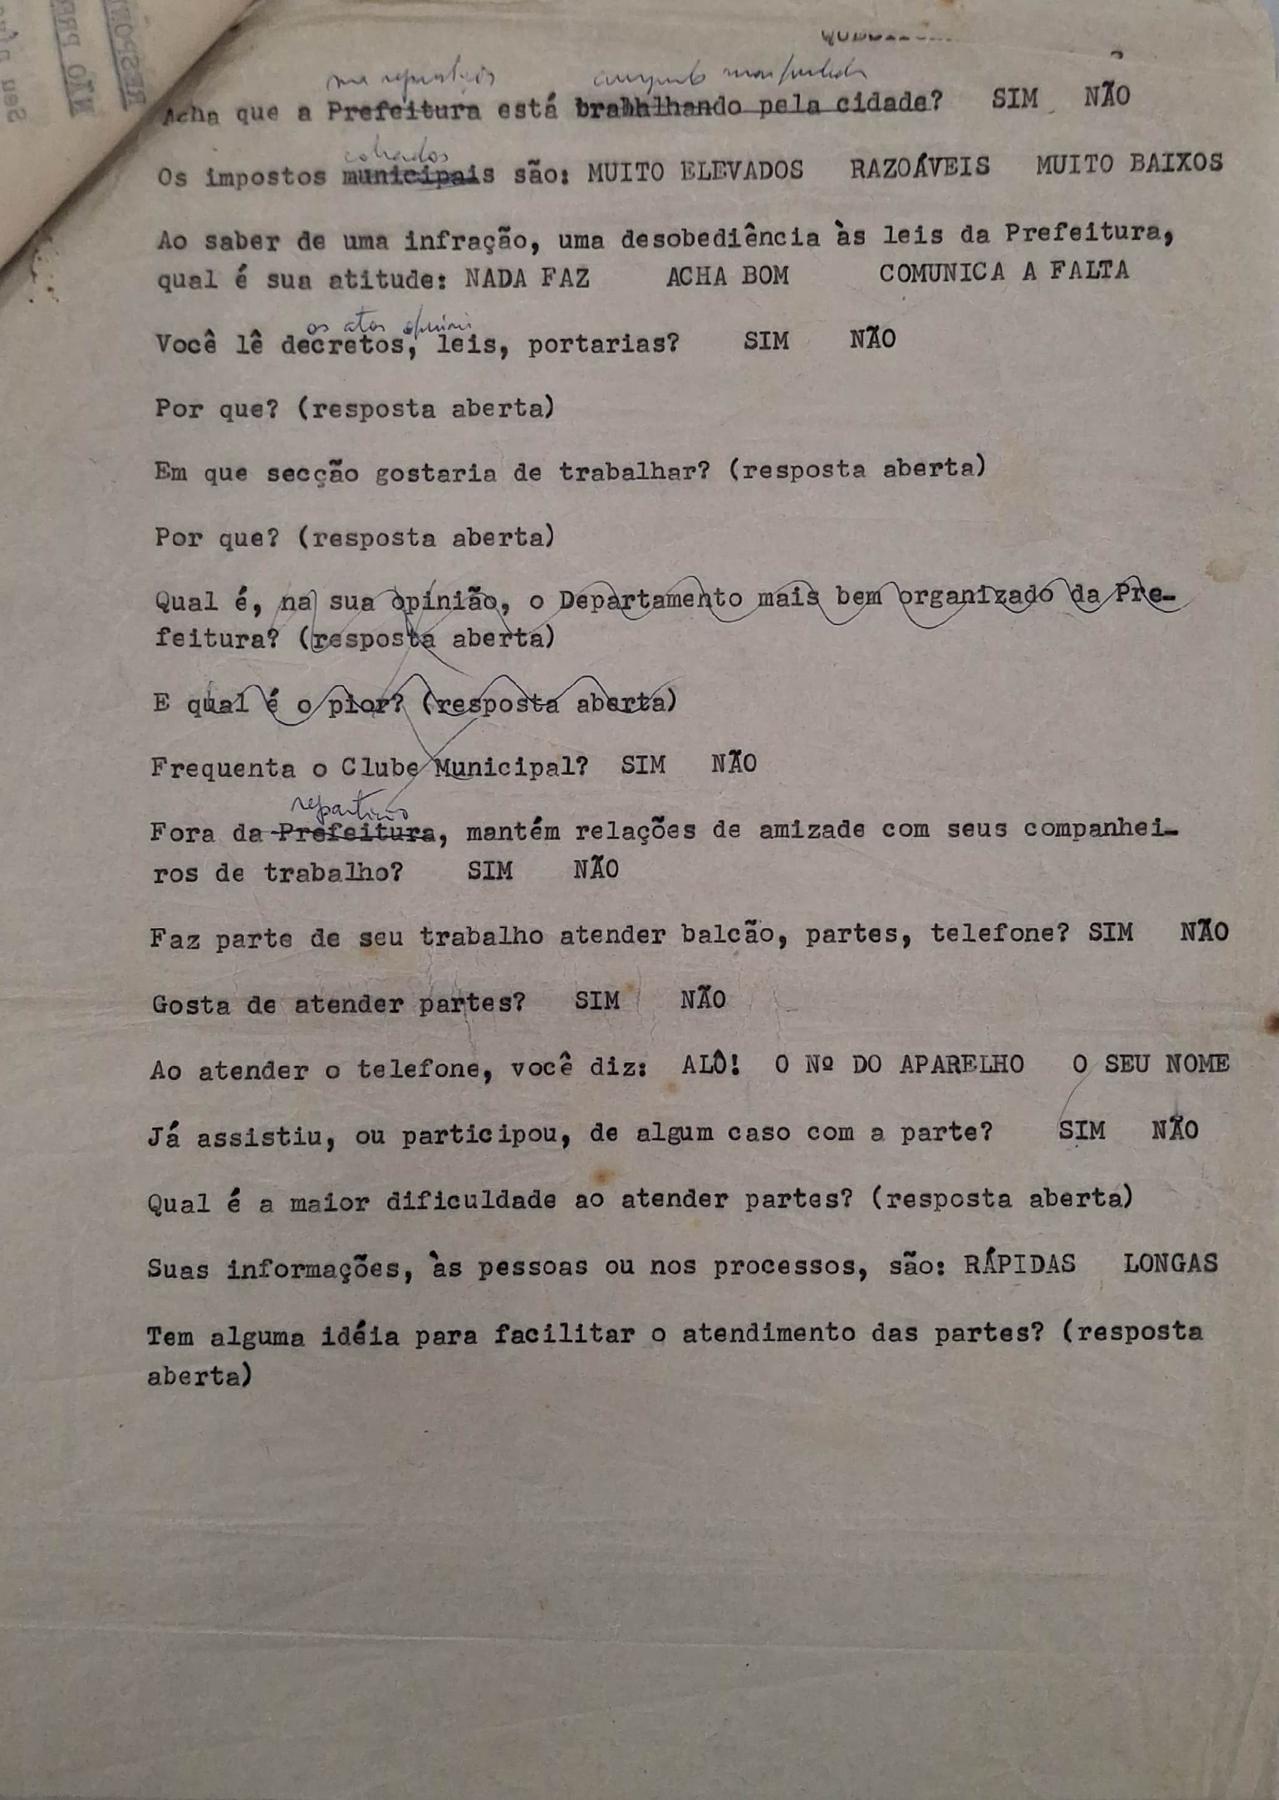 Acha que a Prefeitura está brabhlhando pela cidade? SIM NÃO
cobrados
Os impostos municipais são: MUITO ELEVADOS RAZOÁVEIS MUITO BAIXOS
Ao saber de uma infração, uma desobediência às leis da Prefeitura,
qual é sua atitude: NADA FAZ ACHA BOM COMUNICA A FALTA
os atos
Você lê decretos, leis, portarias? SIM NÃO
Por que? (resposta aberta)
Em que secção gostaria de trabalhar? (resposta aberta)
Por que? (resposta aberta)
Qual é, na sua opinião, o Departamento mais bem organizado da Pre-
feitura? (resposta aberta)
E qual é o pior? (resposta aberta)
Frequenta o Clube Municipal? SIM NÃO
repartição
Fora da Prefeitura, mantém relações de amizade com seus companhei-
ros de trabalho? SIM NÃO
Faz parte de seu trabalho atender balcão, partes, telefone? SIM NÃO
Gosta de atender partes? SIM NÃO
Ao atender o telefone, você diz: ALÔ! O Nº DO APARELHO O SEU NOME
Já assistiu, ou participou, de algum caso com a parte? SIM NÃO
Qual é a maior dificuldade ao atender partes? (resposta aberta)
Suas informações, às pessoas ou nos processos, são: RÁPIDAS LONGAS
Tem alguma idéia para facilitar o atendimento das partes? (resposta
aberta)